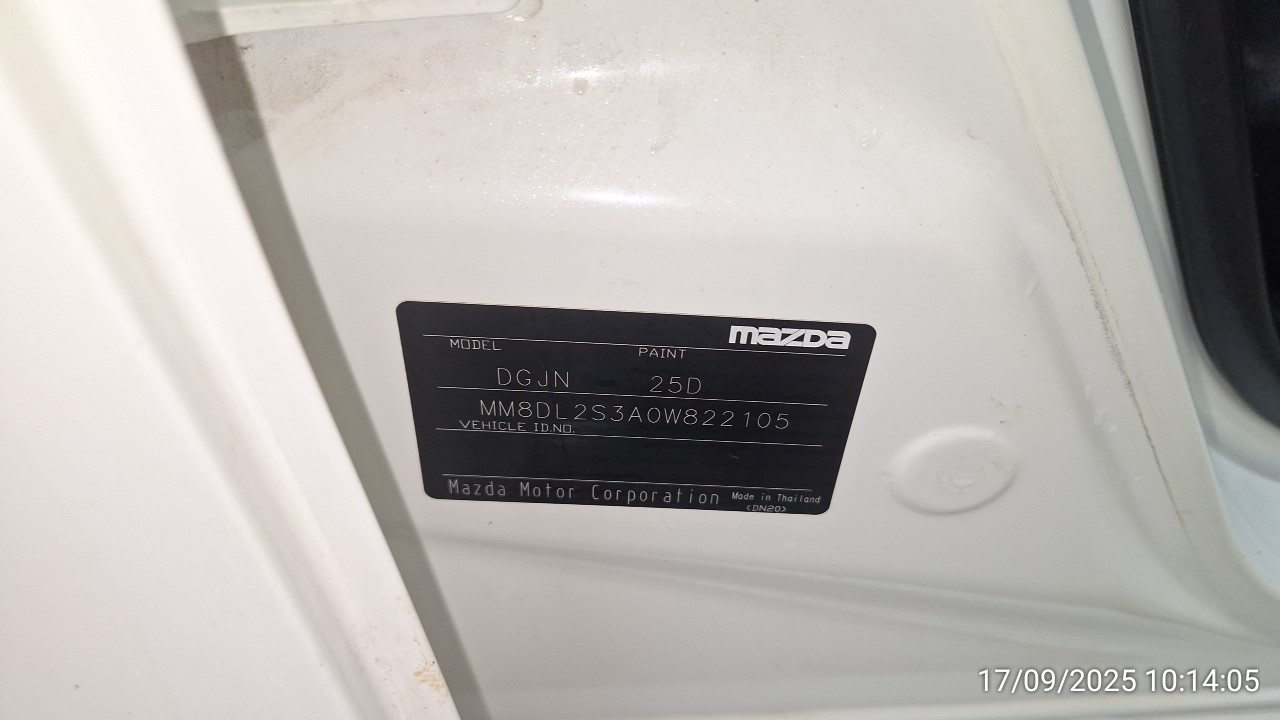 mazda
MODEL PAINT
DGJN 25D
MM8DL2S3A0W822105
VEHICLE ID.NO.
Mazda Motor Corporation Made in Thailand
(DN20)
17/09/2025 10:14:05